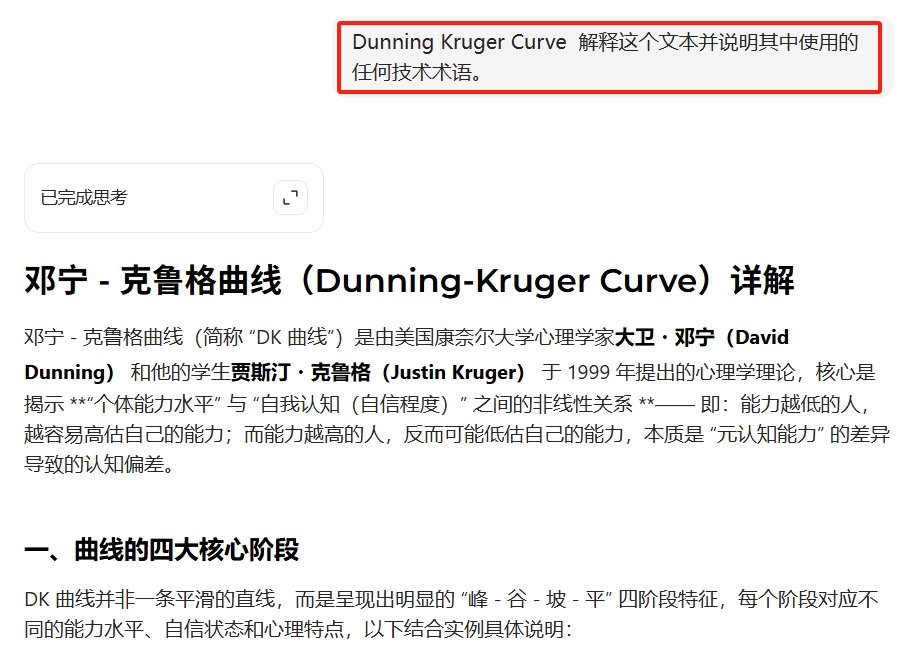 Dunning Kruger Curve 解释这个文本并说明其中使用的
任何技术术语。
已完成思考
邓宁 - 克鲁格曲线（Dunning-Kruger Curve）详解
邓宁 - 克鲁格曲线（简称 “DK 曲线”）是由美国康奈尔大学心理学家大卫・邓宁（David
Dunning） 和他的学生贾斯汀・克鲁格（Justin Kruger） 于 1999 年提出的心理学理论，核心是
揭示 **“个体能力水平” 与 “自我认知（自信程度）” 之间的非线性关系 **—— 即：能力越低的人，
越容易高估自己的能力；而能力越高的人，反而可能低估自己的能力，本质是 “元认知能力” 的差异
导致的认知偏差。
一、曲线的四大核心阶段
DK 曲线并非一条平滑的直线，而是呈现出明显的 “峰 - 谷 - 坡 - 平” 四阶段特征，每个阶段对应不
同的能力水平、自信状态和心理特点，以下结合实例具体说明：